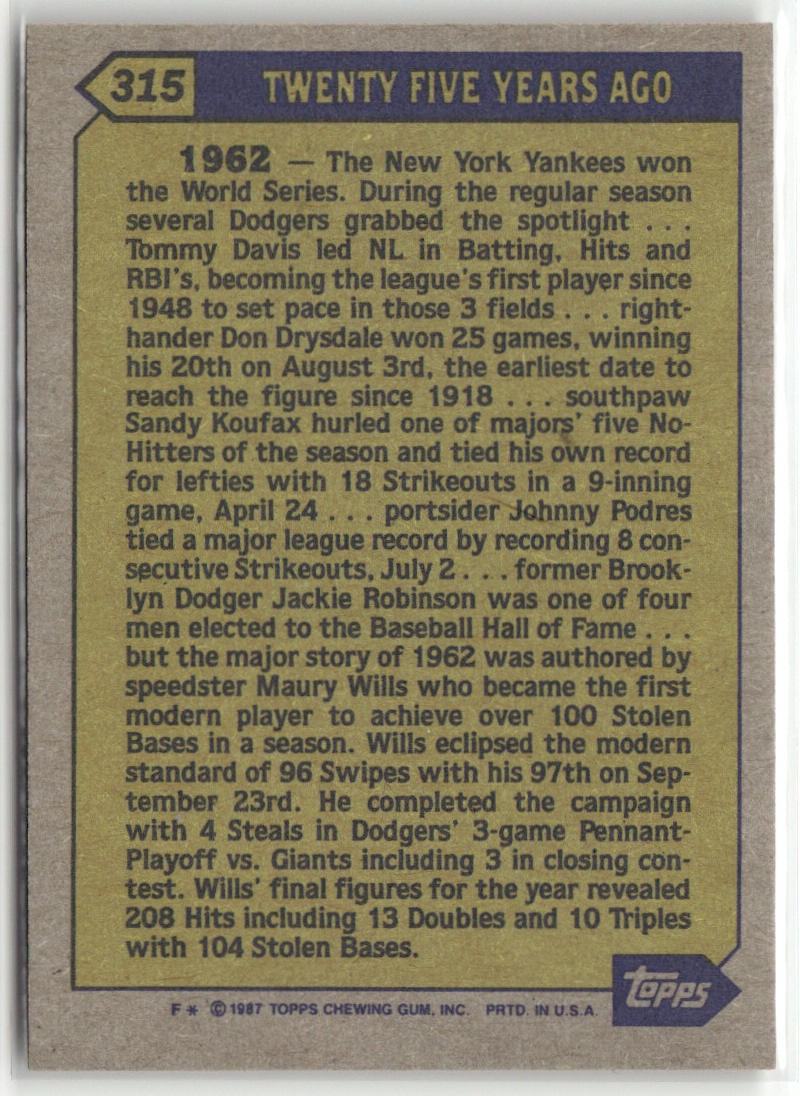 315
TWENTY FIVE YEARS AGO
1962 — The New York Yankees won
the World Series. During the regular season
several Dodgers grabbed the spotlight . . .
Tommy Davis led NL in Batting, Hits and
RBI's, becoming the league's first player since
1948 to set pace in those 3 fields . . . right-
hander Don Drysdale won 25 games, winning
his 20th on August 3rd, the earliest date to
reach the figure since 1918 . . . southpaw
Sandy Koufax hurled one of majors' five No-
Hitters of the season and tied his own record
for lefties with 18 Strikeouts in a 9-inning
game, April 24 . . . portsider Johnny Podres
tied a major league record by recording 8 con-
secutive Strikeouts, July 2 . . . former Brook-
lyn Dodger Jackie Robinson was one of four
men elected to the Baseball Hall of Fame . . .
but the major story of 1962 was authored by
speedster Maury Wills who became the first
modern player to achieve over 100 Stolen
Bases in a season. Wills eclipsed the modern
standard of 96 Swipes with his 97th on Sep-
tember 23rd. He completed the campaign
with 4 Steals in Dodgers' 3-game Pennant-
Playoff vs. Giants including 3 in closing con-
test. Wills' final figures for the year revealed
208 Hits including 13 Doubles and 10 Triples
with 104 Stolen Bases.
topps
F* © 1987 TOPPS CHEWING GUM, INC. PRTD. IN U.S.A.